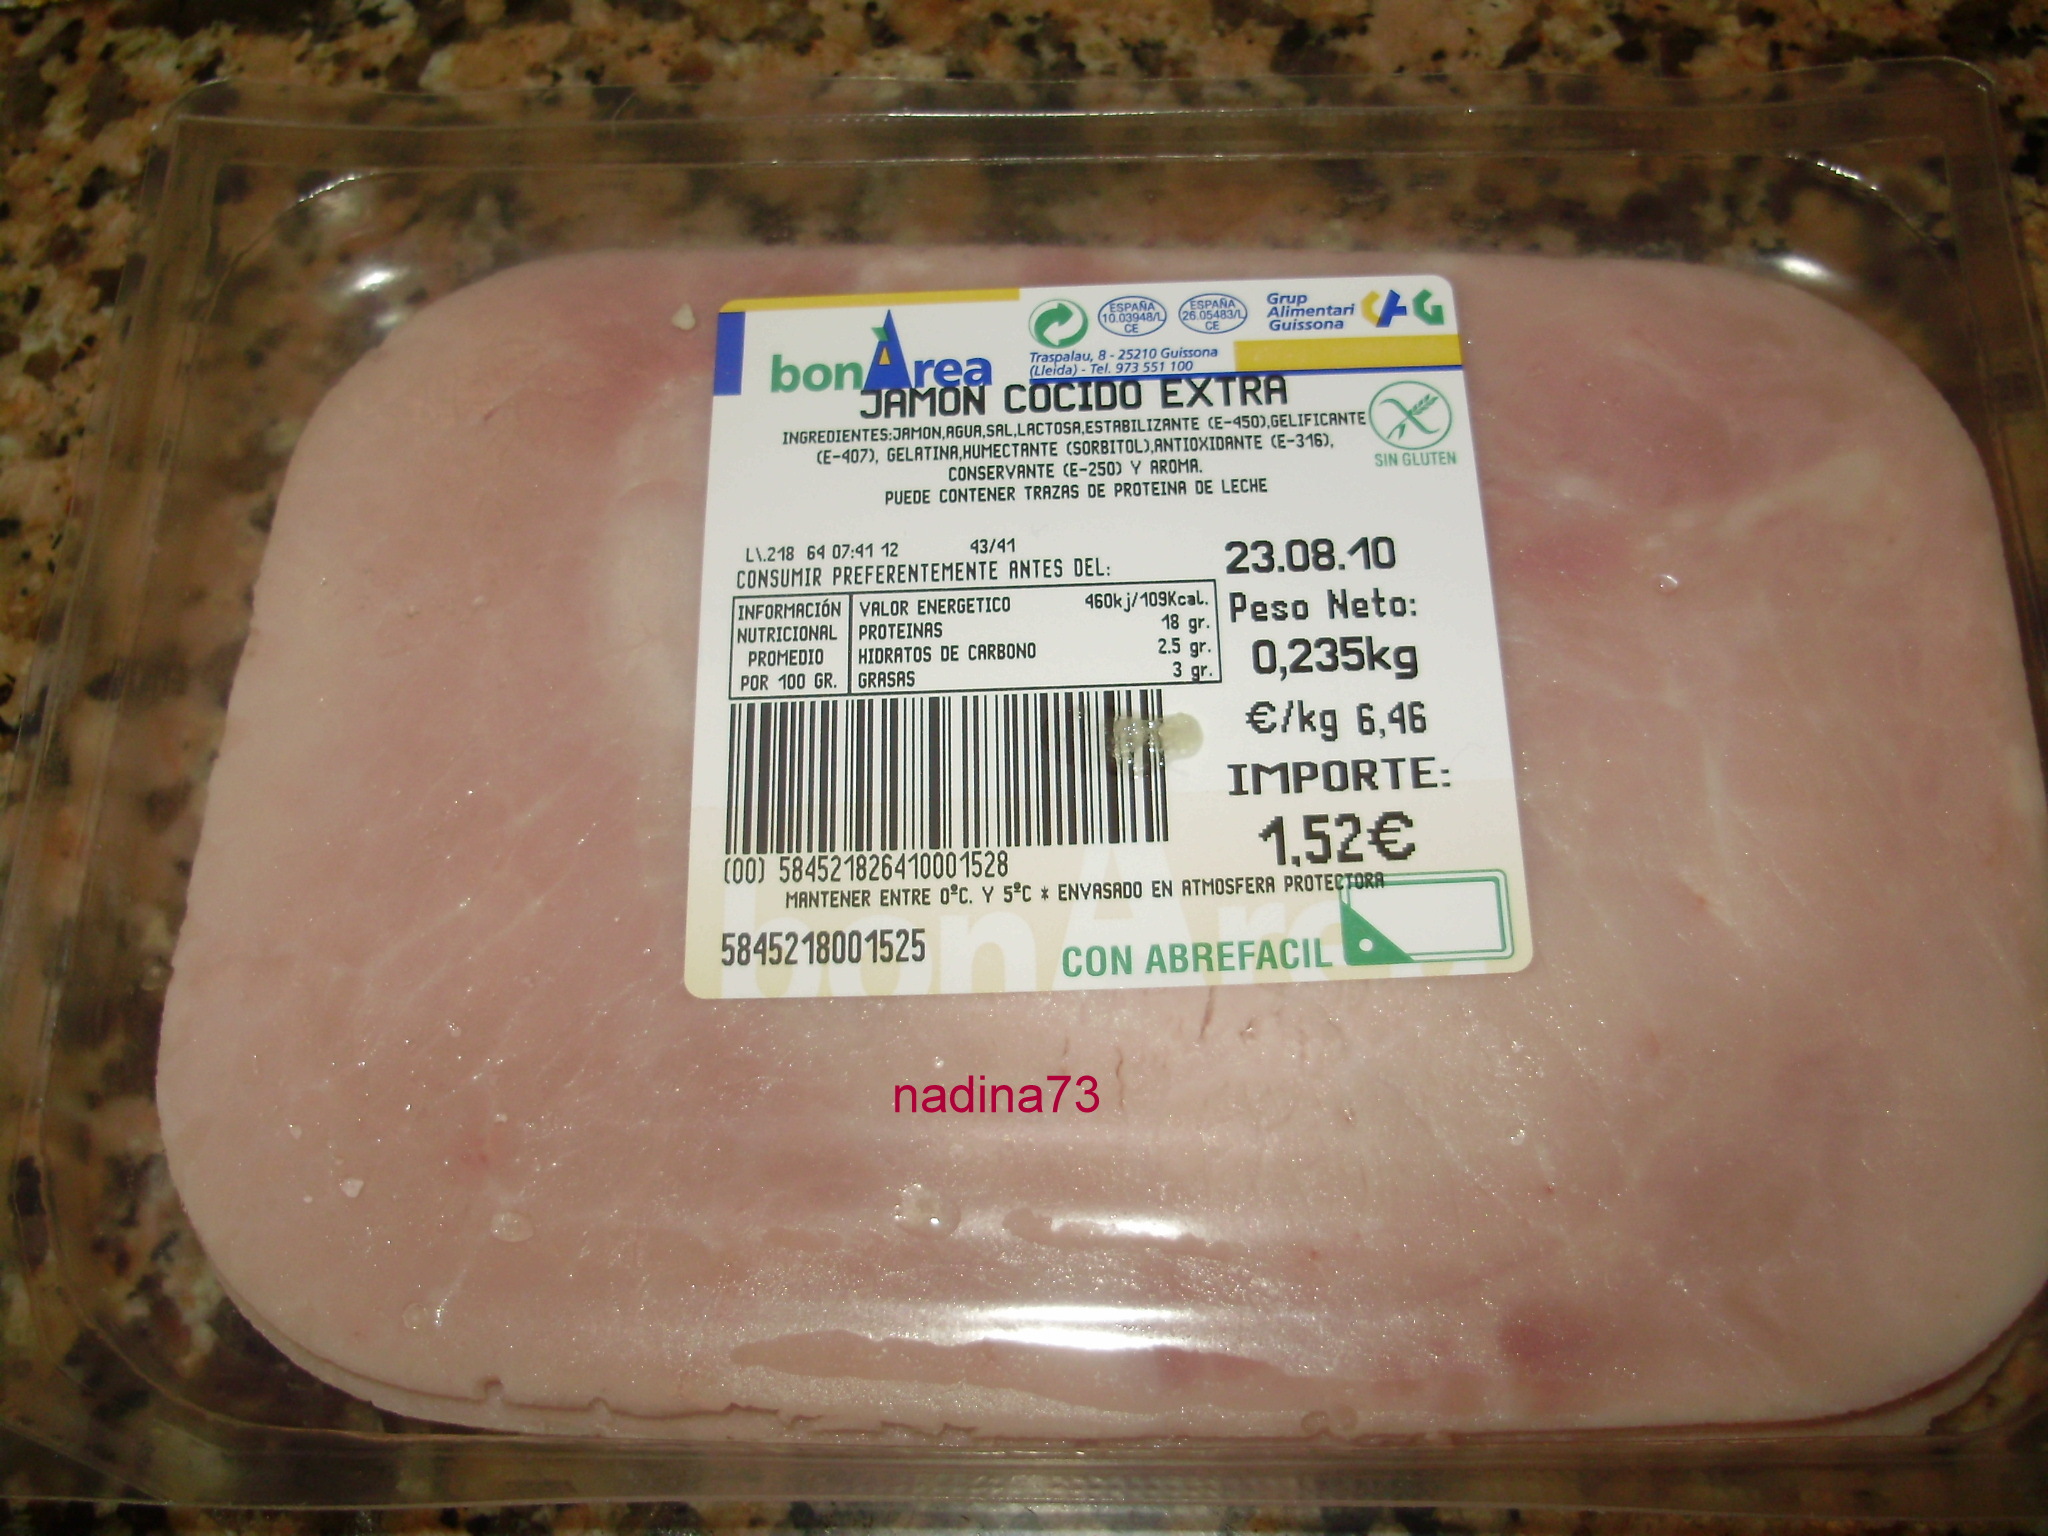 bonÀrea
ESPAÑA
10.03948/L
CE
ESPAÑA
26.05483/L
CE
Grup
Alimentari
Guissona
CAG
Traspalau, 8 - 25210 Guissona
(Lleida) - Tel. 973 551 100
JAMON COCIDO EXTRA
INGREDIENTES:JAMON,AGUA,SAL,LACTOSA,ESTABILIZANTE (E-450),GELIFICANTE
(E-407), GELATINA,HUMECTANTE (SORBITOL),ANTIOXIDANTE (E-316),
CONSERVANTE (E-250) Y AROMA.
PUEDE CONTENER TRAZAS DE PROTEINA DE LECHE
SIN GLUTEN
L\.218 64 07:41 12 43/41
CONSUMIR PREFERENTEMENTE ANTES DEL: 23.08.10
INFORMACIÓN
NUTRICIONAL
PROMEDIO
POR 100 GR.
VALOR ENERGETICO 460kj/109Kcal.
PROTEINAS 18 gr.
HIDRATOS DE CARBONO 2.5 gr.
GRASAS 3 gr.
Peso Neto:
0,235kg
€/kg 6,46
IMPORTE:
1,52€
(00) 584521826410001528
MANTENER ENTRE 0ºC. Y 5ºC * ENVASADO EN ATMOSFERA PROTECTORA
5845218001525
CON ABREFACIL
bonÀrea
nadina73